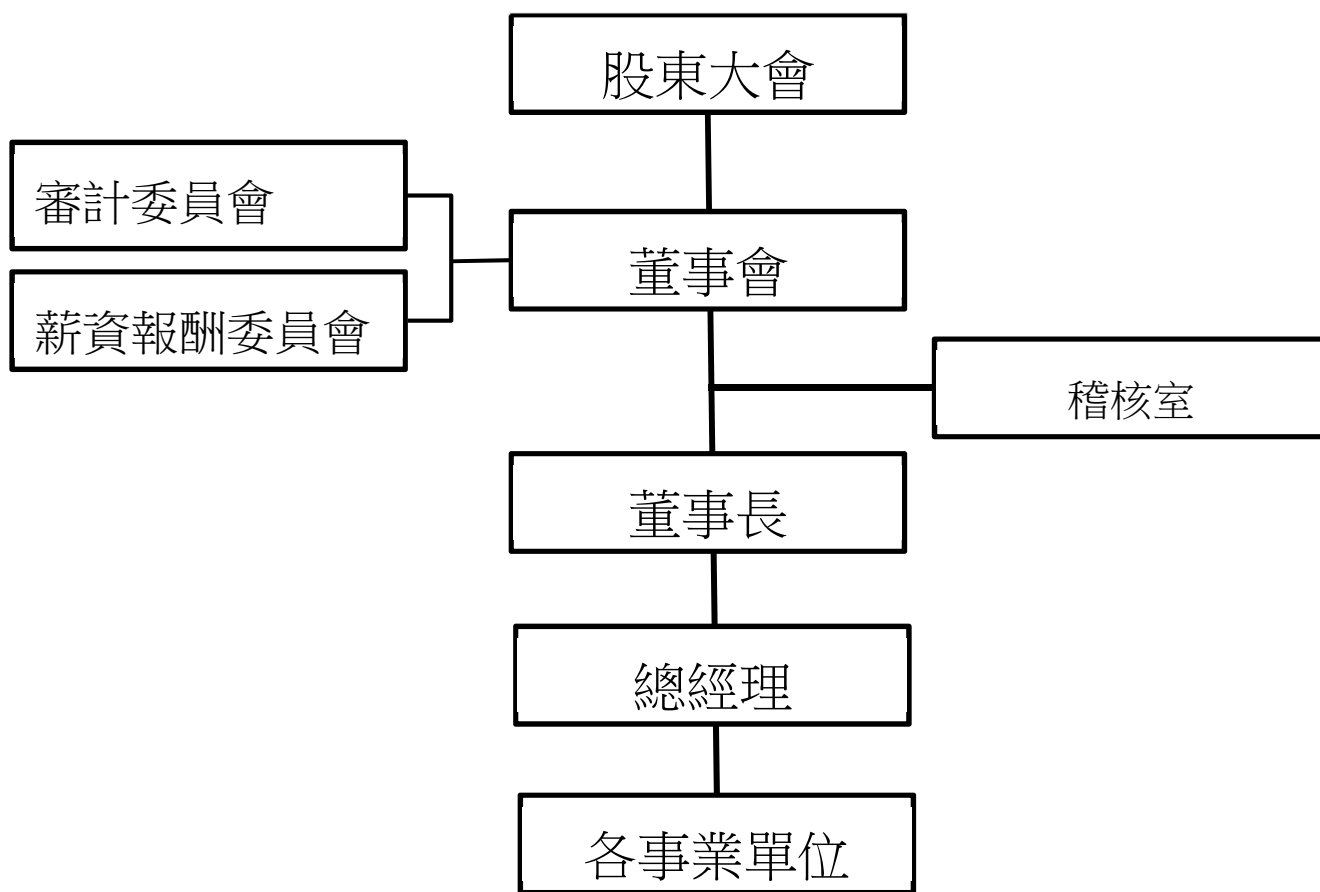 股東大會
審計委員會
董事會
薪資報酬委員會
稽核室
董事長
總經理
各事業單位